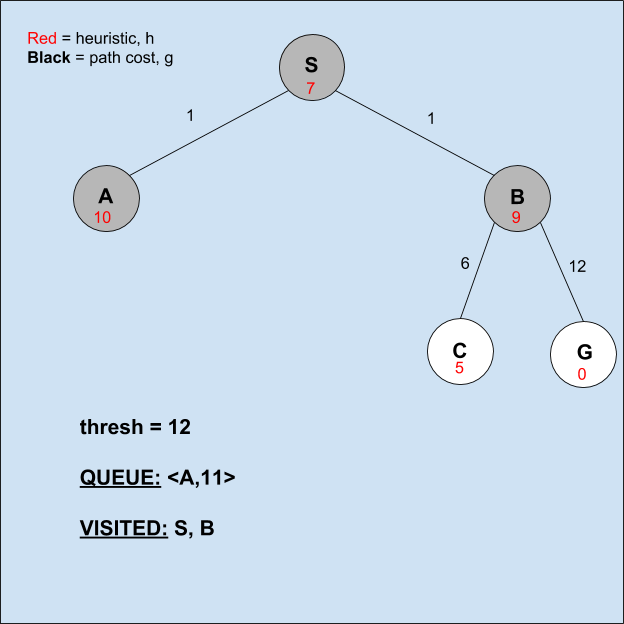 Red = heuristic, h
Black = path cost, g
S
7
1
1
A
10
B
9
6
12
C
5
G
0
thresh = 12
QUEUE: <A,11>
VISITED: S, B